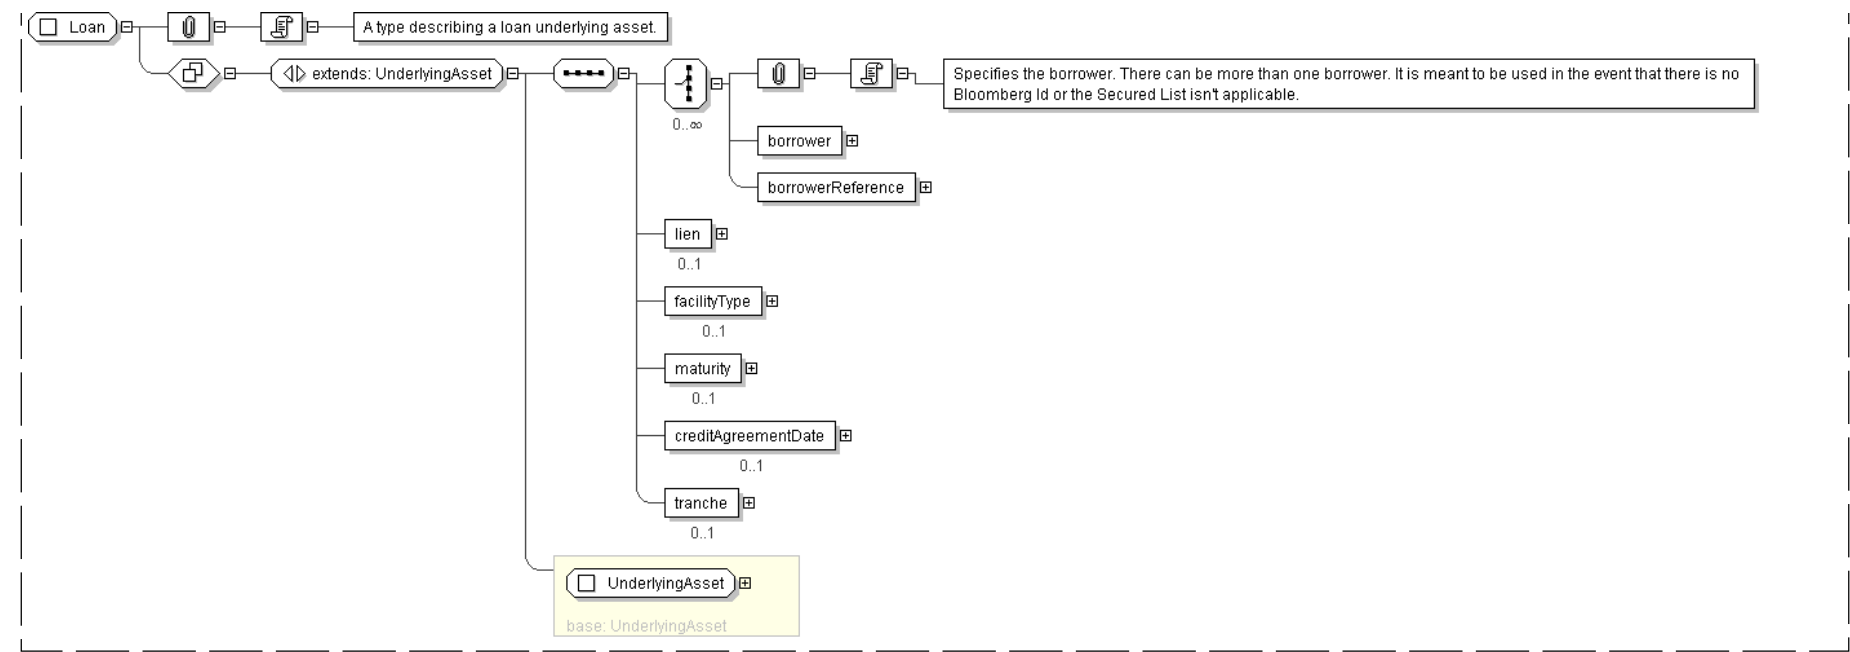 Loan
A type describing a loan underlying asset.
extends: UnderlyingAsset
Specifies the borrower. There can be more than one borrower. It is meant to be used in the event that there is no
Bloomberg Id or the Secured List isn't applicable.
0..∞
borrower
borrowerReference
lien
0..1
facilityType
0..1
maturity
0..1
creditAgreementDate
0..1
tranche
0..1
UnderlyingAsset
base: UnderlyingAsset